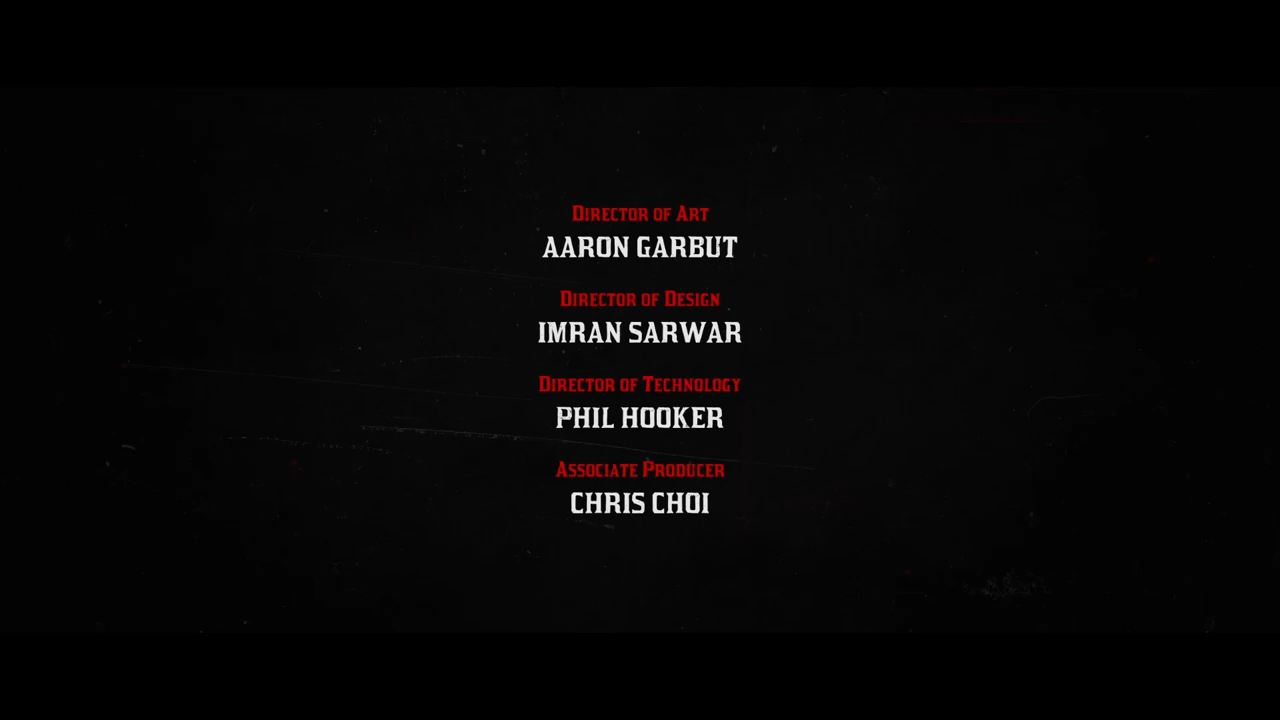 Director of Art
AARON GARBUT
Director of Design
IMRAN SARWAR
Director of Technology
PHIL HOOKER
Associate Producer
CHRIS CHOI